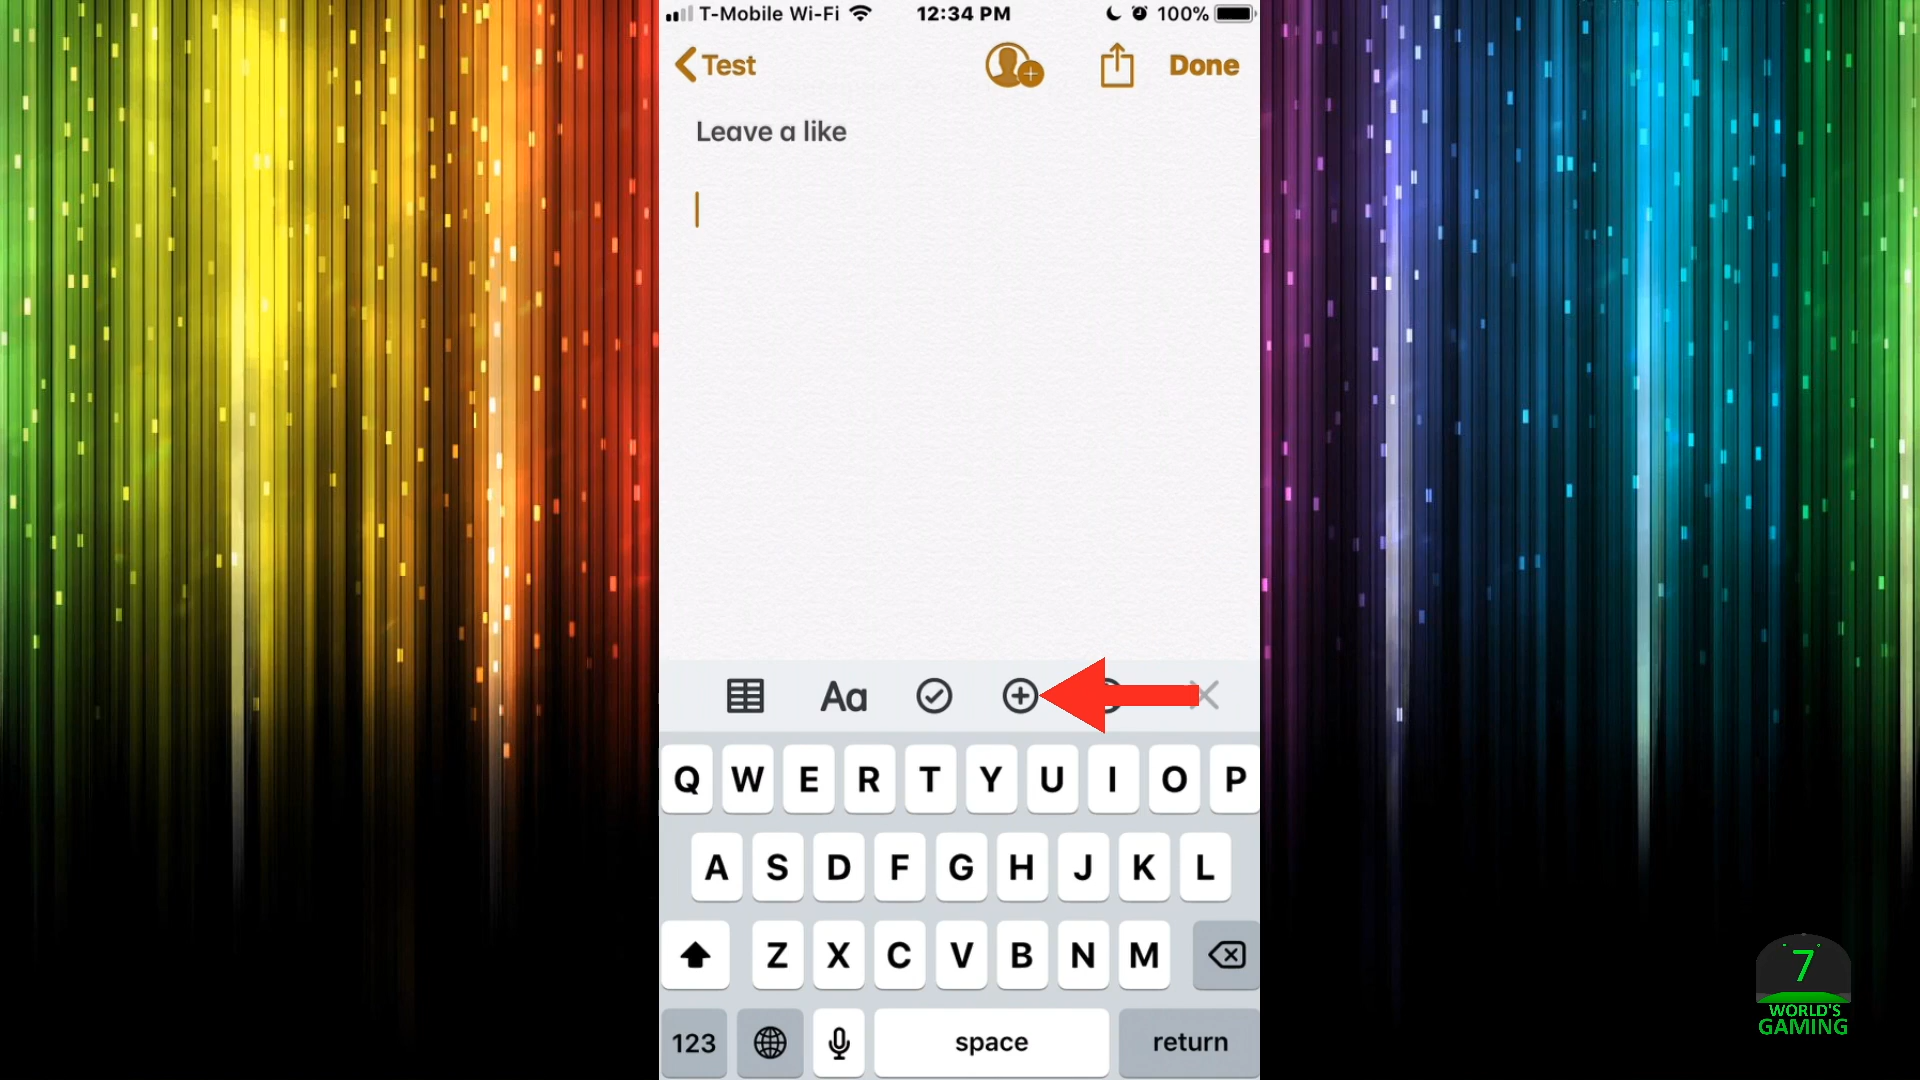 T-Mobile Wi-Fi 12:34 PM 100%
Test Done
Leave a like
Aa
Q W E R T Y U I O P
A S D F G H J K L
Z X C V B N M
123 space return
7
WORLD'S
GAMING